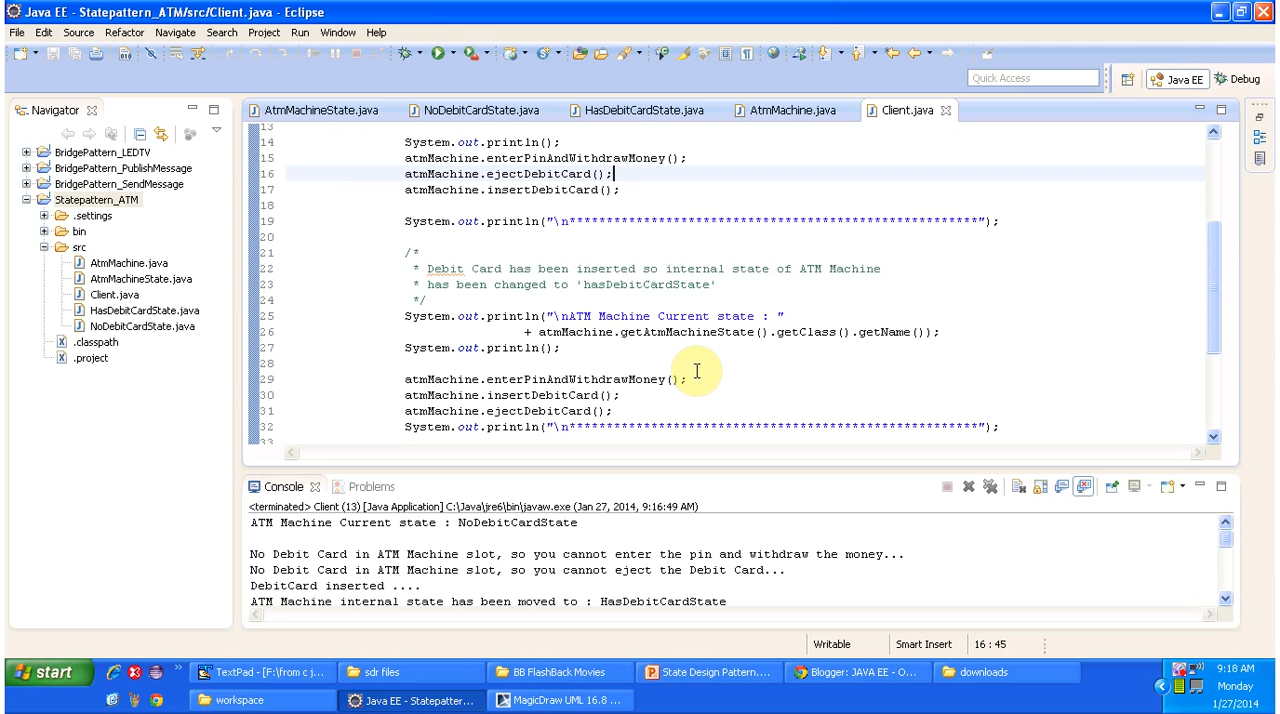 Java EE - Statepattern_ATM/src/Client.java - Eclipse
File Edit Source Refactor Navigate Search Project Run Window Help
Quick Access
Java EE
Debug
Navigator
BridgePattern_LEDTV
BridgePattern_PublishMessage
BridgePattern_SendMessage
Statepattern_ATM
.settings
bin
src
AtmMachine.java
AtmMachineState.java
Client.java
HasDebitCardState.java
NoDebitCardState.java
.classpath
.project
AtmMachineState.java NoDebitCardState.java HasDebitCardState.java AtmMachine.java Client.java
13
14 System.out.println();
15 atmMachine.enterPinAndWithdrawMoney();
16 atmMachine.ejectDebitCard();
17 atmMachine.insertDebitCard();
18
19 System.out.println("\n*******************************************************");
20
21 /*
22 * Debit Card has been inserted so internal state of ATM Machine
23 * has been changed to 'hasDebitCardState'
24 */
25 System.out.println("\nATM Machine Current state : "
26 + atmMachine.getAtmMachineState().getClass().getName());
27 System.out.println();
28
29 atmMachine.enterPinAndWithdrawMoney();
30 atmMachine.insertDebitCard();
31 atmMachine.ejectDebitCard();
32 System.out.println("\n*******************************************************");
33
Console Problems
<terminated> Client (13) [Java Application] C:\Java\jre6\bin\javaw.exe (Jan 27, 2014, 9:16:49 AM)
ATM Machine Current state : NoDebitCardState
No Debit Card in ATM Machine slot, so you cannot enter the pin and withdraw the money...
No Debit Card in ATM Machine slot, so you cannot eject the Debit Card...
DebitCard inserted ....
ATM Machine internal state has been moved to : HasDebitCardState
Writable Smart Insert 16 : 45
start
TextPad - [F:\from c j...
sdr files
BB FlashBack Movies
State Design Pattern....
Blogger: JAVA EE - O...
downloads
workspace
Java EE - Statepatter...
MagicDraw UML 16.8 ...
9:18 AM
Monday
1/27/2014